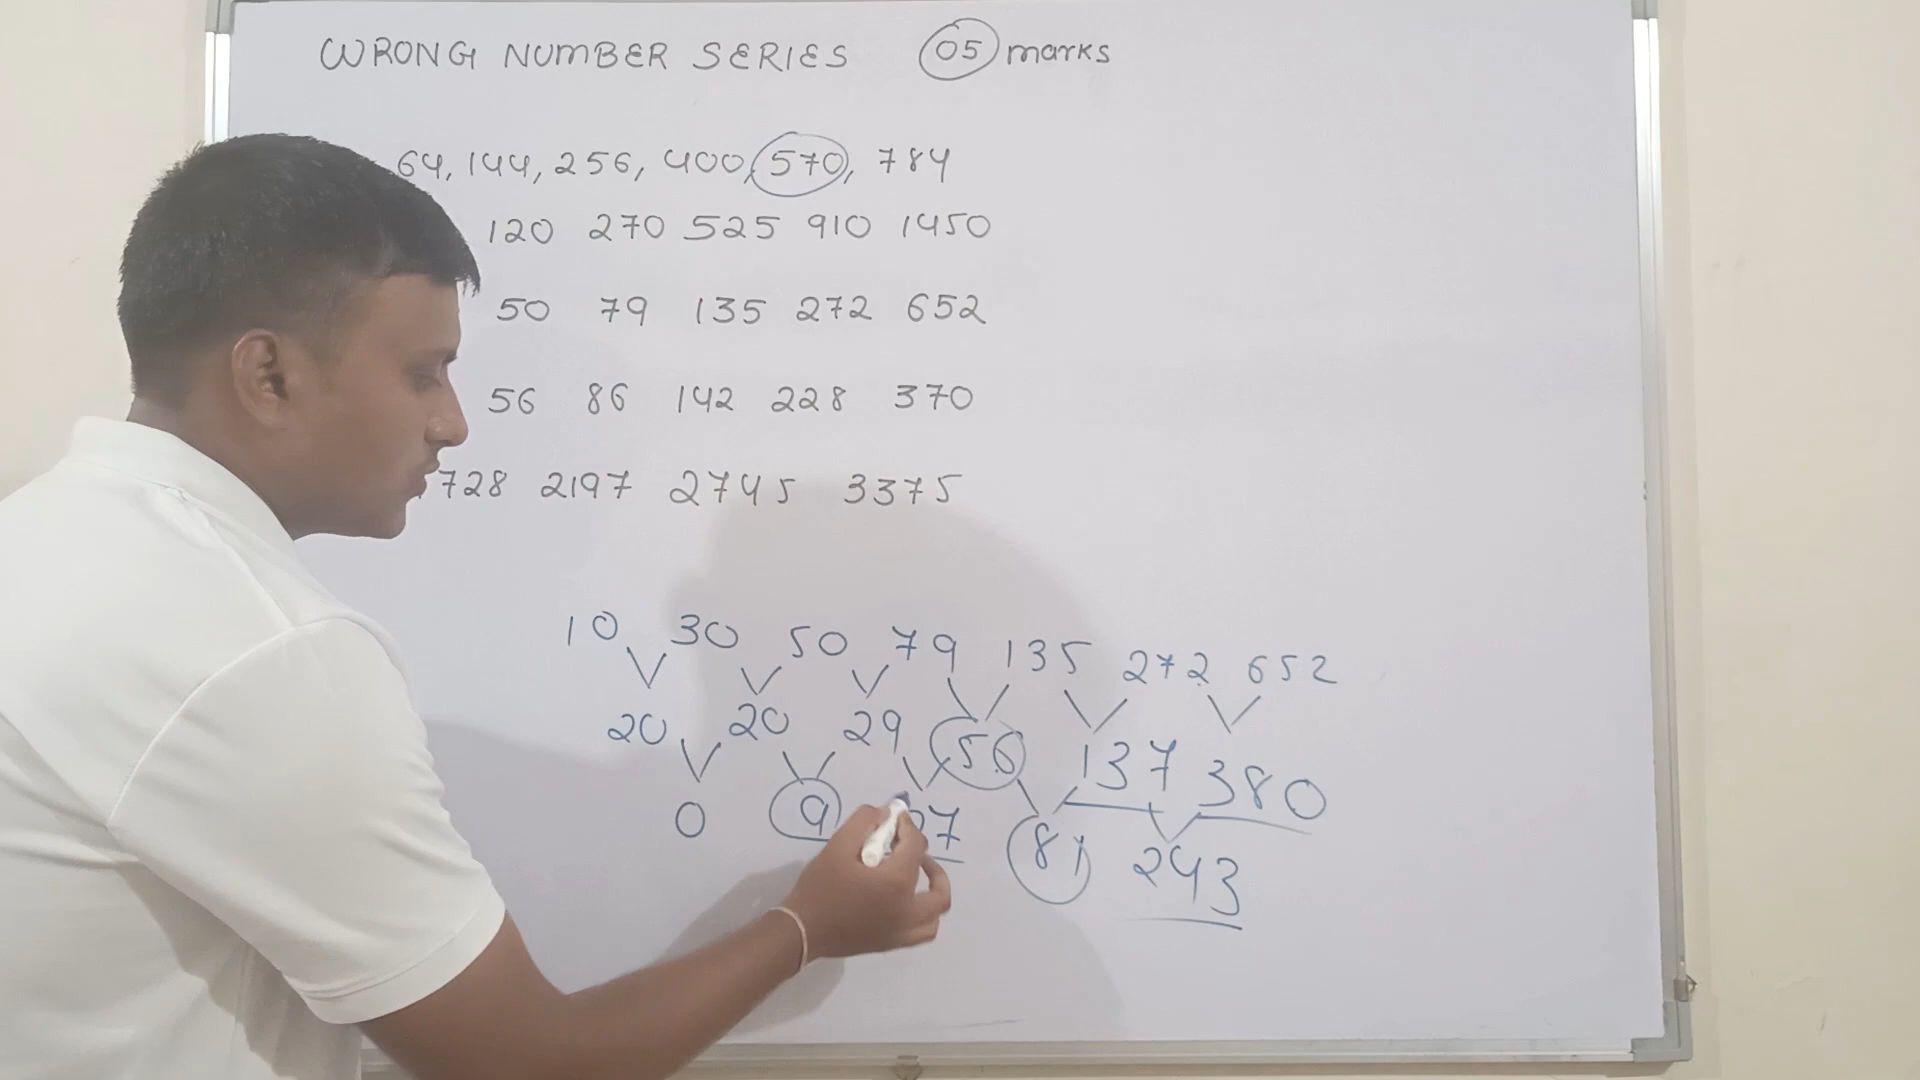 WRONG NUMBER SERIES 05 marks
64, 144, 256, 400, 570, 784
120 270 525 910 1450
50 79 135 272 652
56 86 142 228 370
728 2197 2745 3375
10 30 50 79 135 272 652
20 20 29 56 137 380
0 9 7 81 243